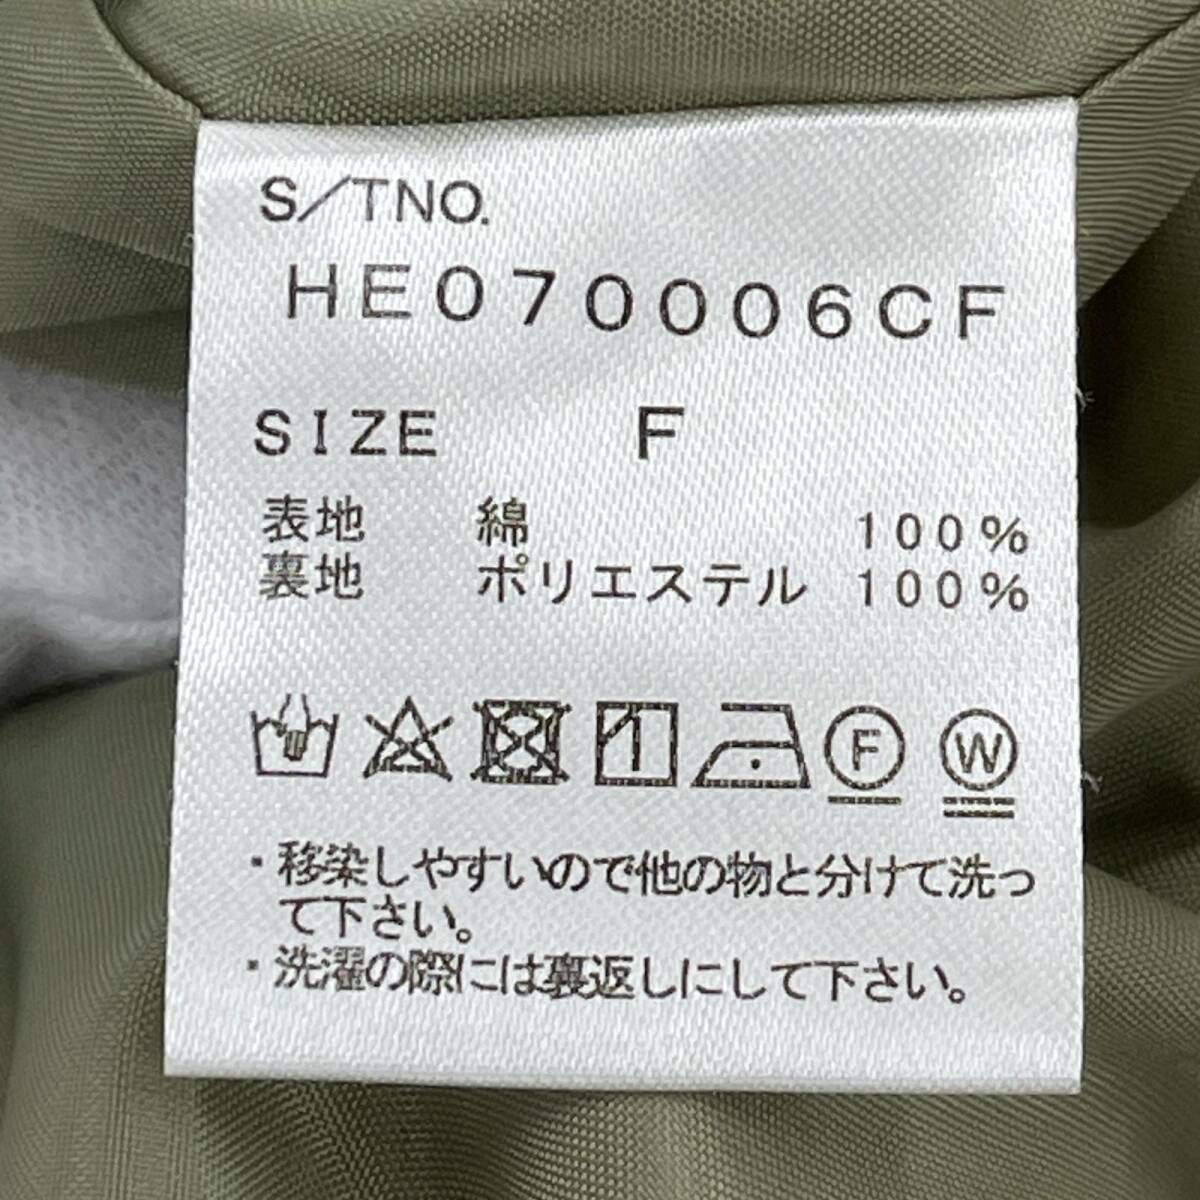 S/TNO.
HE070006CF
SIZE F
表地 綿 100%
裏地 ポリエステル 100%
F W
・移染しやすいので他の物と分けて洗っ
て下さい。
・洗濯の際には裏返しにして下さい。